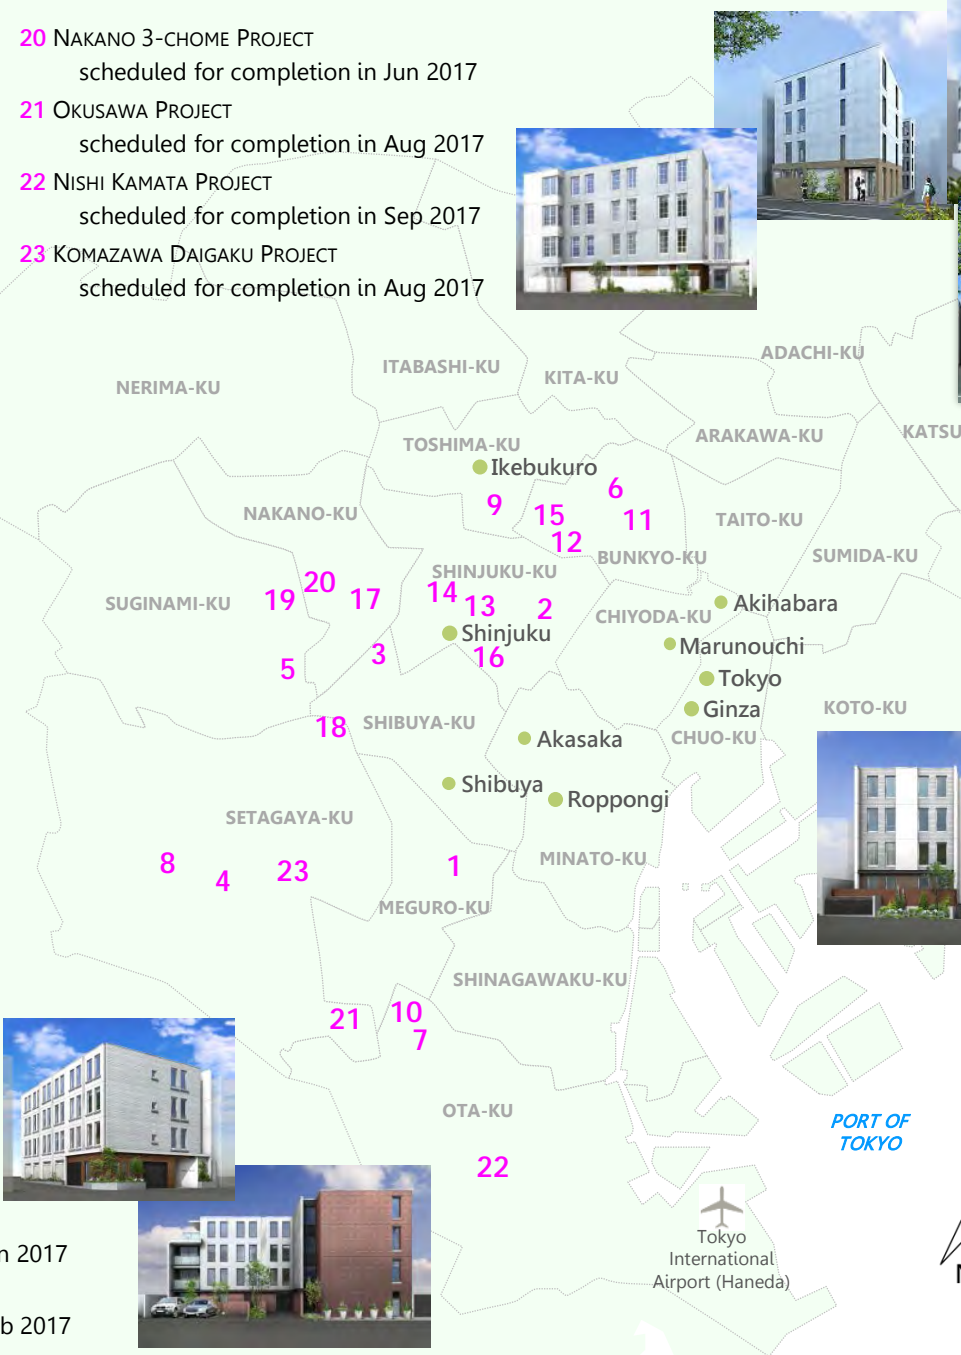 20 NAKANO 3-CHOME PROJECT
scheduled for completion in Jun 2017
21 OKUSAWA PROJECT
scheduled for completion in Aug 2017
22 NISHI KAMATA PROJECT
scheduled for completion in Sep 2017
23 KOMAZAWA DAIGAKU PROJECT
scheduled for completion in Aug 2017
ADACHI-KU
ITABASHI-KU
KITA-KU
NERIMA-KU
ARAKAWA-KU
KATSU
TOSHIMA-KU
Ikebukuro
6
9
15
11
NAKANO-KU
TAITO-KU
12
BUNKYO-KU
SUMIDA-KU
SHINJUKU-KU
20
14
19
17
13
2
SUGINAMI-KU
Akihabara
CHIYODA-KU
Shinjuku
Marunouchi
3
16
5
Tokyo
Ginza
KOTO-KU
18
SHIBUYA-KU
Akasaka
CHUO-KU
Shibuya
Roppongi
SETAGAYA-KU
8
4
23
1
MINATO-KU
MEGURO-KU
SHINAGAWAKU-KU
21
10
7
OTA-KU
PORT OF
TOKYO
22
Tokyo
International
Airport (Haneda)
n 2017
N
b 2017